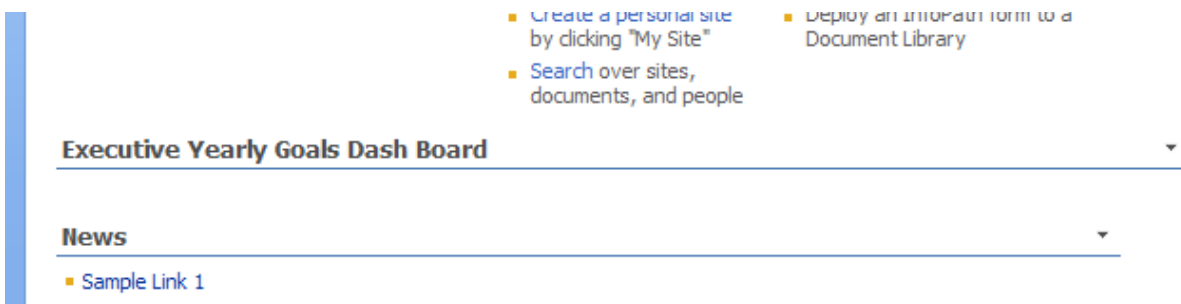 Create a personal site
by clicking "My Site"
Search over sites,
documents, and people
Deploy an InfoPath form to a
Document Library
Executive Yearly Goals Dash Board
News
Sample Link 1